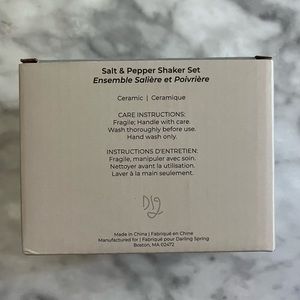 Salt & Pepper Shaker Set
Ensemble Salière et Poivrière
Ceramic | Ceramique
CARE INSTRUCTIONS:
Fragile; Handle with care.
Wash thoroughly before use.
Hand wash only.
INSTRUCTIONS D'ENTRETIEN:
Fragile, manipuler avec soin.
Nettoyer avant la utilisation.
Laver à la main seulement.
Made in China | Fabriqué en Chine
Manufactured for | Fabriqué pour Darling Spring
Boston, MA 02472